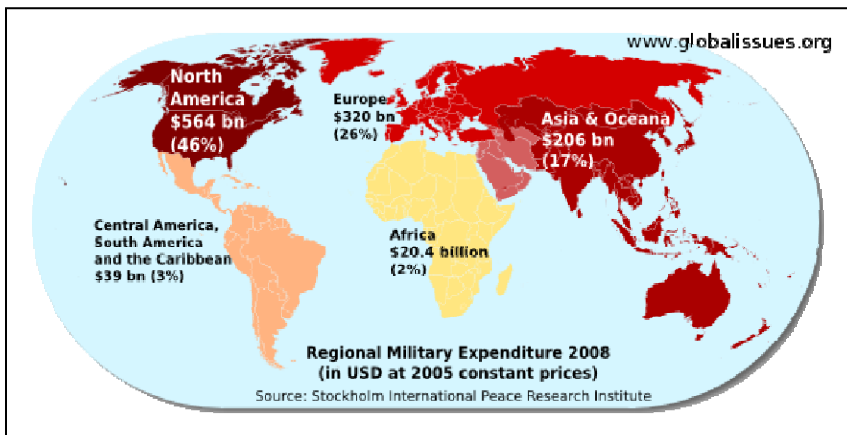 www.globalissues.org
North
America
$564 bn
(46%)
Europe
$320 bn
(26%)
Asia & Oceana
$206 bn
(17%)
Central America,
South America
and the Caribbean
$39 bn (3%)
Africa
$20.4 billion
(2%)
Regional Military Expenditure 2008
(in USD at 2005 constant prices)
Source: Stockholm International Peace Research Institute